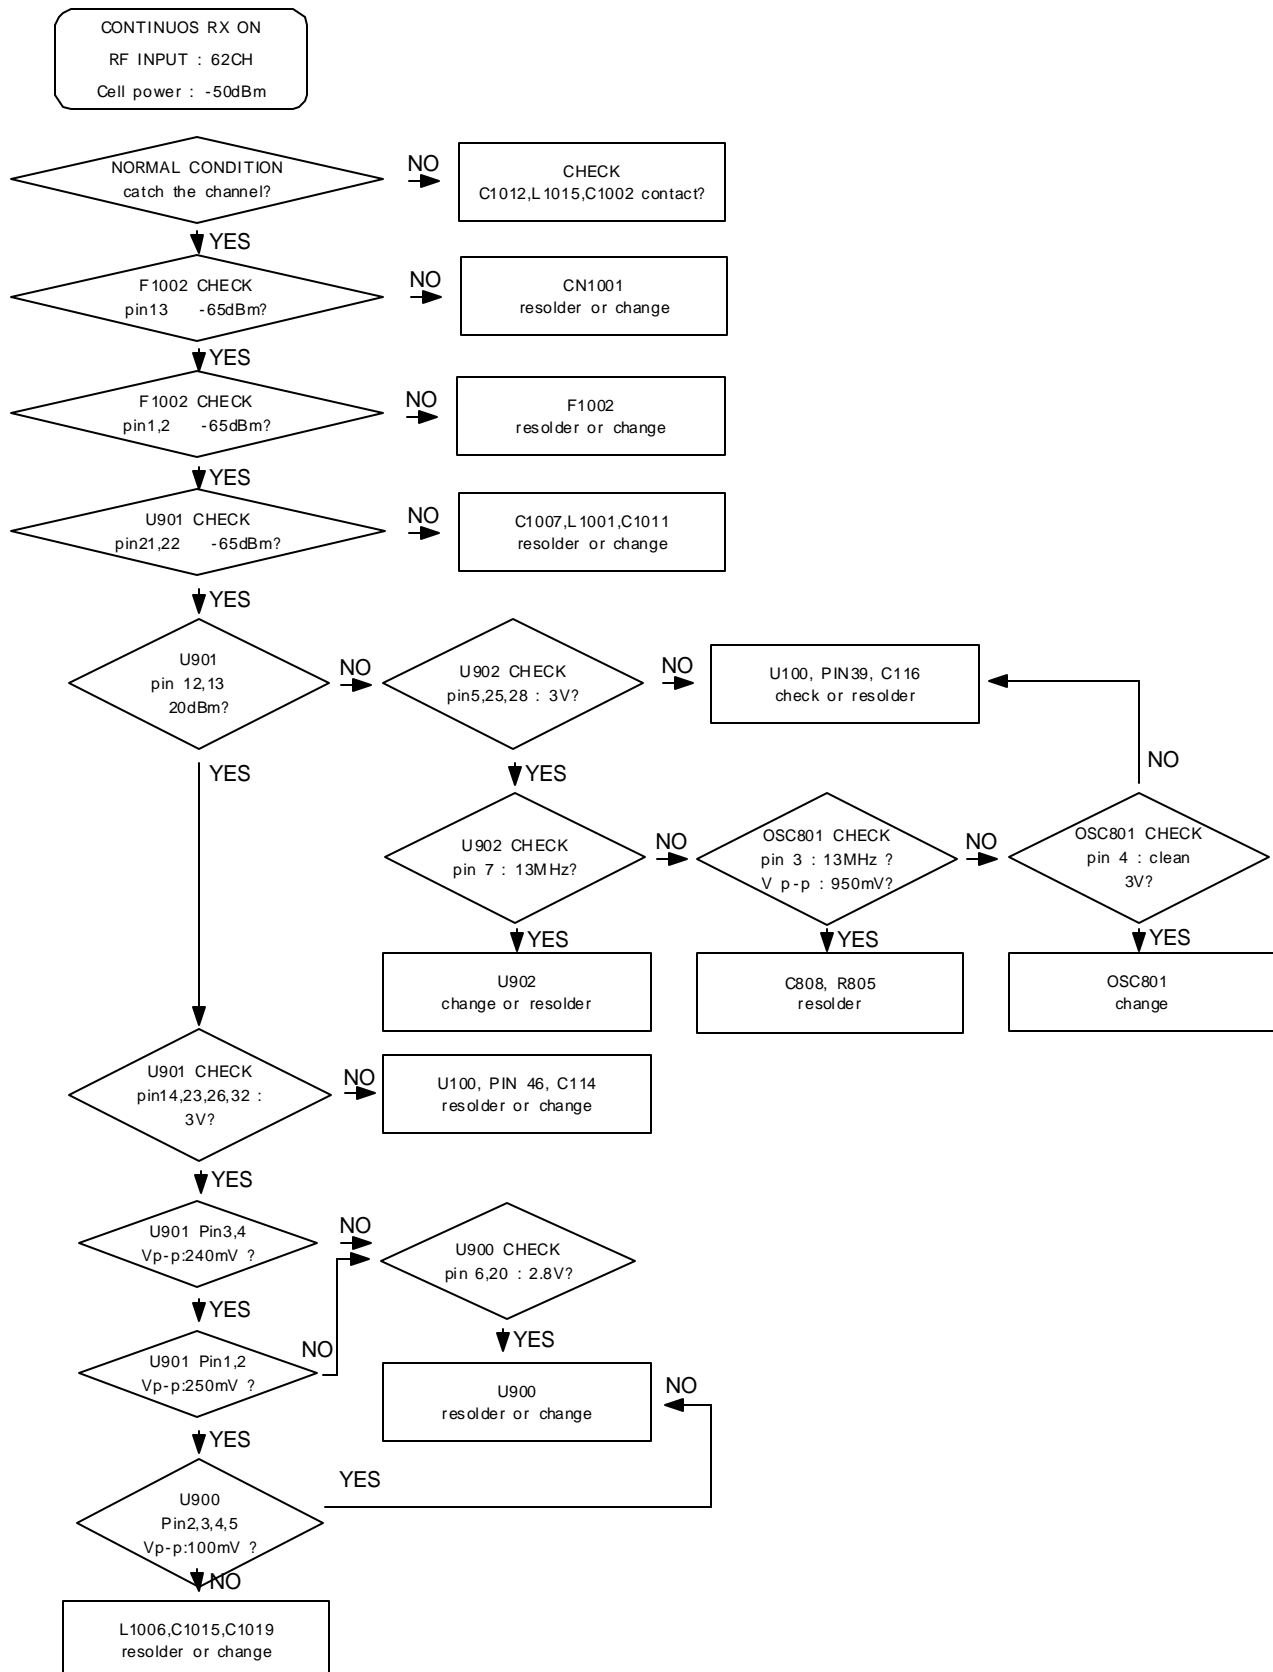 CONTINUOS RX ON
RF INPUT : 62CH
Cell power : -50dBm
NORMAL CONDITION
catch the channel?
NO
CHECK
C1012,L1015,C1002 contact?
YES
F1002 CHECK
pin13 -65dBm?
NO
CN1001
resolder or change
YES
F1002 CHECK
pin1,2 -65dBm?
NO
F1002
resolder or change
YES
U901 CHECK
pin21,22 -65dBm?
NO
C1007,L1001,C1011
resolder or change
YES
U901
pin 12,13
20dBm?
NO
U902 CHECK
pin5,25,28 : 3V?
NO
U100, PIN39, C116
check or resolder
NO
YES
YES
U902 CHECK
pin 7 : 13MHz?
NO
OSC801 CHECK
pin 3 : 13MHz ?
V p-p : 950mV?
NO
OSC801 CHECK
pin 4 : clean
3V?
YES
YES
YES
U902
change or resolder
C808, R805
resolder
OSC801
change
U901 CHECK
pin14,23,26,32 :
3V?
NO
U100, PIN 46, C114
resolder or change
YES
U901 Pin3,4
Vp-p:240mV ?
NO
U900 CHECK
pin 6,20 : 2.8V?
YES
YES
U901 Pin1,2
Vp-p:250mV ?
NO
U900
resolder or change
NO
YES
U900
Pin2,3,4,5
Vp-p:100mV ?
YES
NO
L1006,C1015,C1019
resolder or change